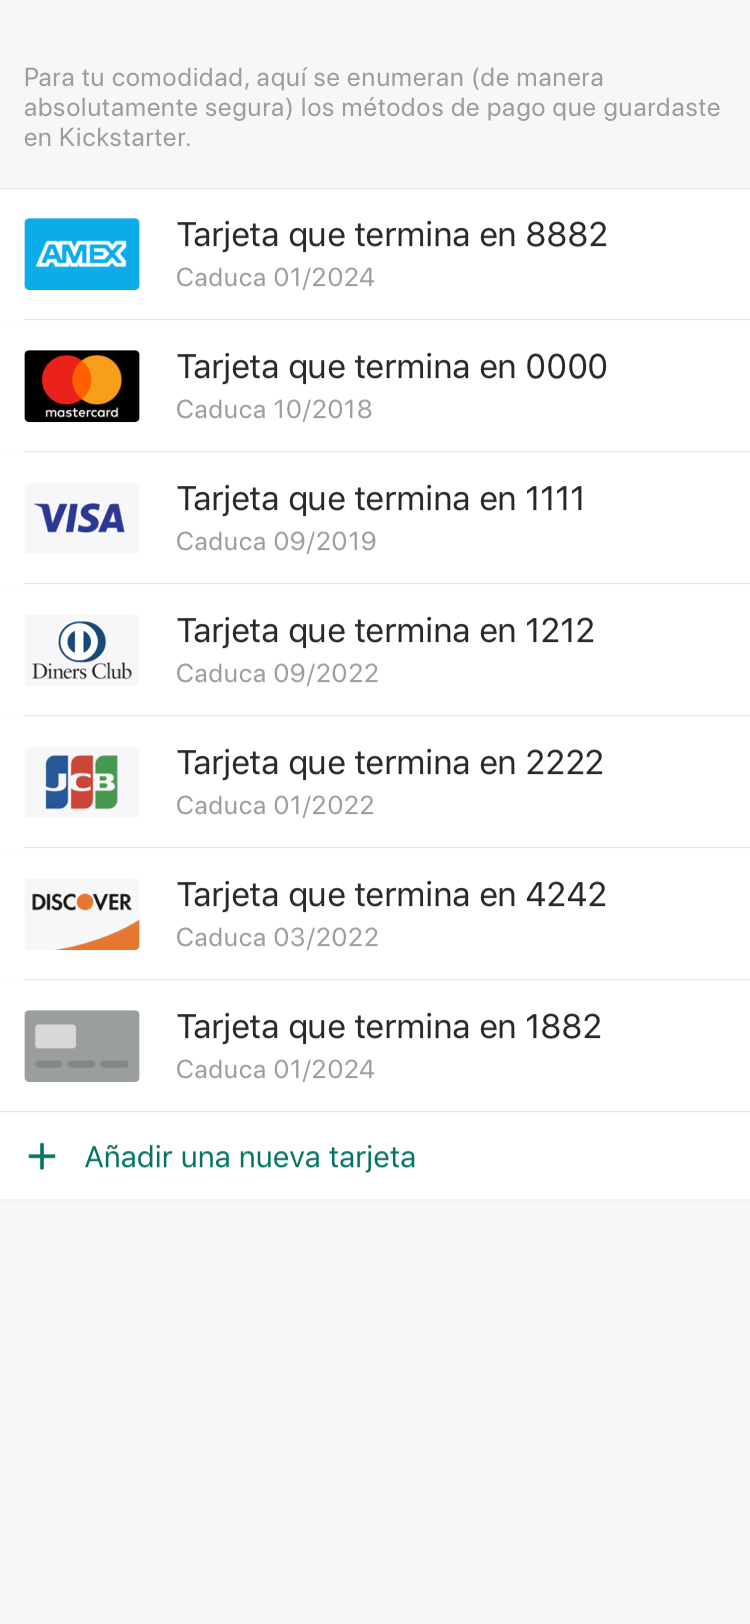 Para tu comodidad, aquí se enumeran (de manera
absolutamente segura) los métodos de pago que guardaste
en Kickstarter.
AMEX
Tarjeta que termina en 8882
Caduca 01/2024
mastercard
Tarjeta que termina en 0000
Caduca 10/2018
VISA
Tarjeta que termina en 1111
Caduca 09/2019
Diners Club
Tarjeta que termina en 1212
Caduca 09/2022
JCB
Tarjeta que termina en 2222
Caduca 01/2022
DISCOVER
Tarjeta que termina en 4242
Caduca 03/2022
Tarjeta que termina en 1882
Caduca 01/2024
+ Añadir una nueva tarjeta